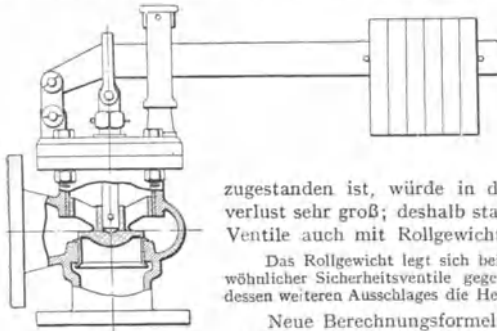 zugestanden ist, würde in d
verlust sehr groß; deshalb sta
Ventile auch mit Rollgewicht
Das Rollgewicht legt sich bei
wöhnlicher Sicherheitsventile gege
dessen weiteren Ausschlages die He
Neue Berechnungsformel